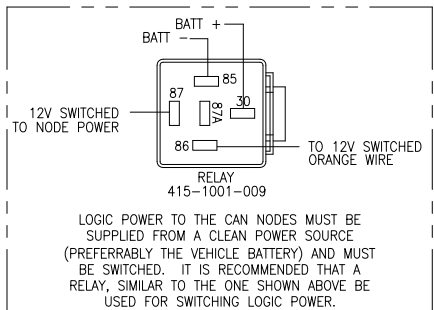 BATT +
BATT -
85
87
30
87A
12V SWITCHED
TO NODE POWER
86
TO 12V SWITCHED
ORANGE WIRE
RELAY
415-1001-009
LOGIC POWER TO THE CAN NODES MUST BE
SUPPLIED FROM A CLEAN POWER SOURCE
(PREFERRABLY THE VEHICLE BATTERY) AND MUST
BE SWITCHED. IT IS RECOMMENDED THAT A
RELAY, SIMILAR TO THE ONE SHOWN ABOVE BE
USED FOR SWITCHING LOGIC POWER.